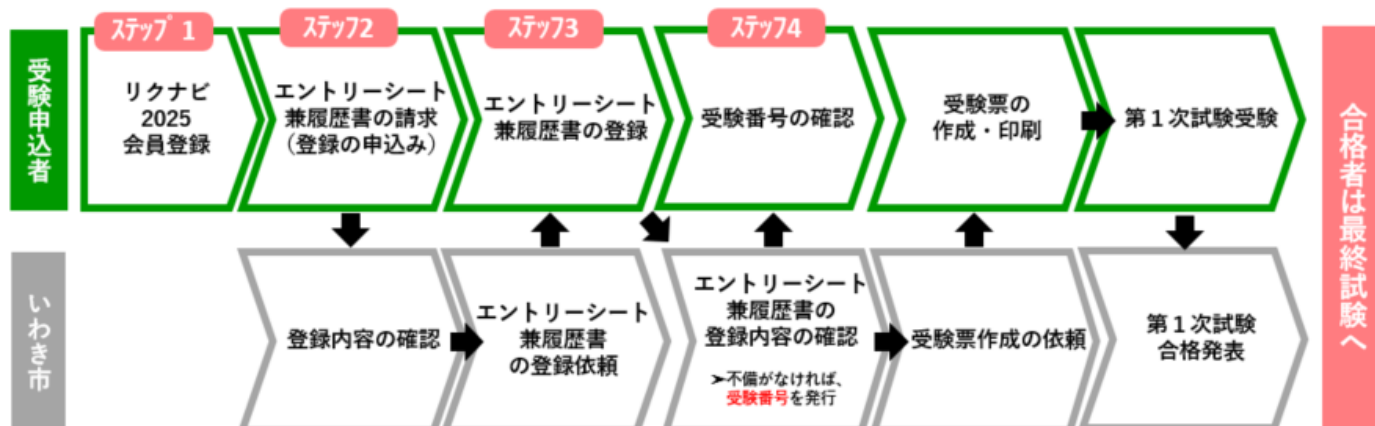 ステップ1
ステップ2
ステップ3
ステップ4
受験申込者
リクナビ
2025
会員登録
エントリーシート
兼履歴書の請求
（登録の申込み）
エントリーシート
兼履歴書の登録
受験番号の確認
受験票の
作成・印刷
第１次試験受験
いわき市
登録内容の確認
エントリーシート
兼履歴書
の登録依頼
エントリーシート
兼履歴書の
登録内容の確認
➢不備がなければ、
受験番号を発行
受験票作成の依頼
第１次試験
合格発表
合格者は最終試験へ